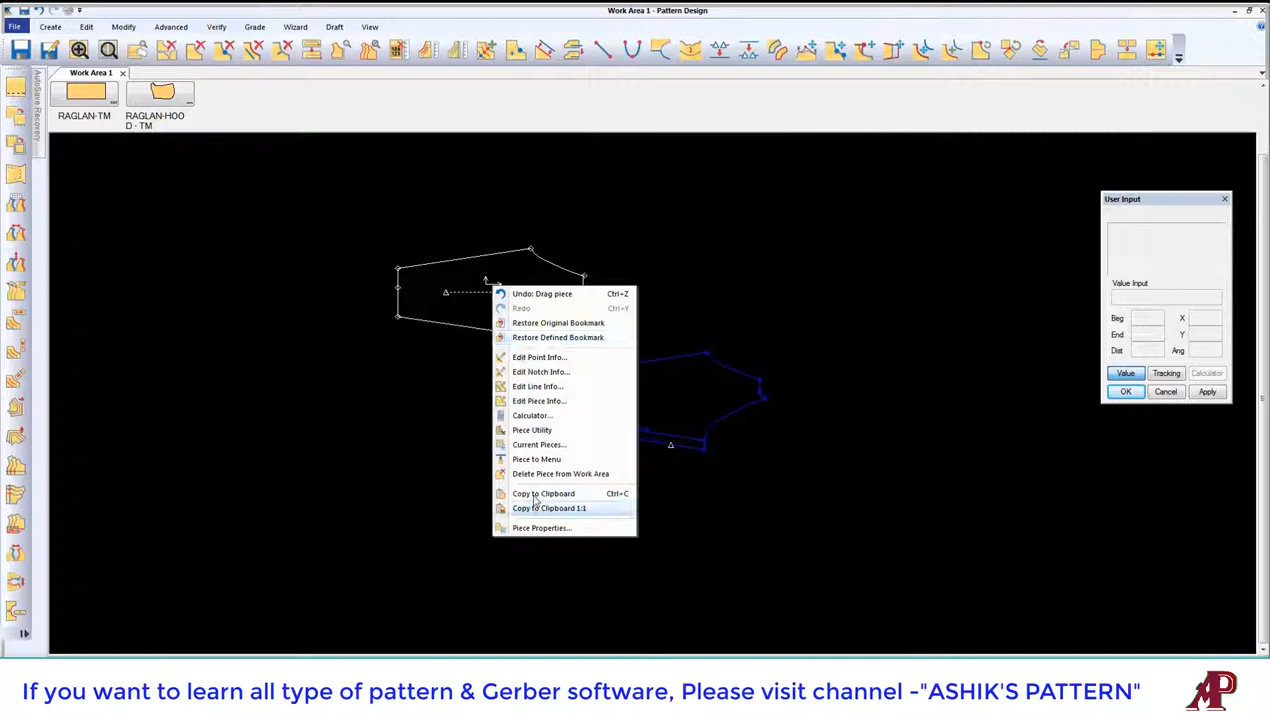 Work Area 1 - Pattern Design
File Create Edit Modify Advanced Verify Grade Wizard Draft View
Work Area 1
RAGLAN-TM
RAGLAN-HOO
D - TM
AutoSave Recovery
Undo: Drag piece Ctrl+Z
Redo Ctrl+Y
Restore Original Bookmark
Restore Defined Bookmark
Edit Point Info...
Edit Notch Info...
Edit Line Info...
Edit Piece Info...
Calculator...
Piece Utility
Current Pieces...
Piece to Menu
Delete Piece from Work Area
Copy to Clipboard Ctrl+C
Copy to Clipboard 1:1
Piece Properties...
User Input
Value Input
Beg X
End Y
Dist Ang
Value Tracking Calculator
OK Cancel Apply
If you want to learn all type of pattern & Gerber software, Please visit channel -"ASHIK'S PATTERN"
AP